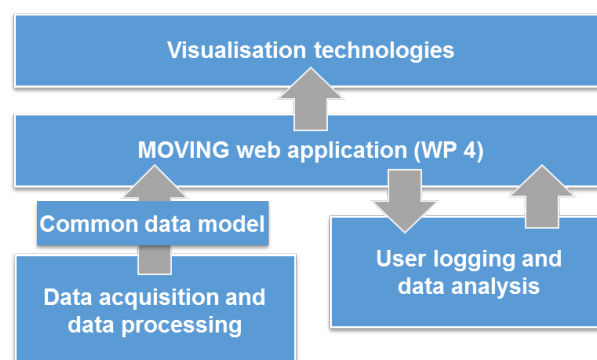 Visualisation technologies
MOVING web application (WP 4)
Common data model
User logging and
data analysis
Data acquisition and
data processing